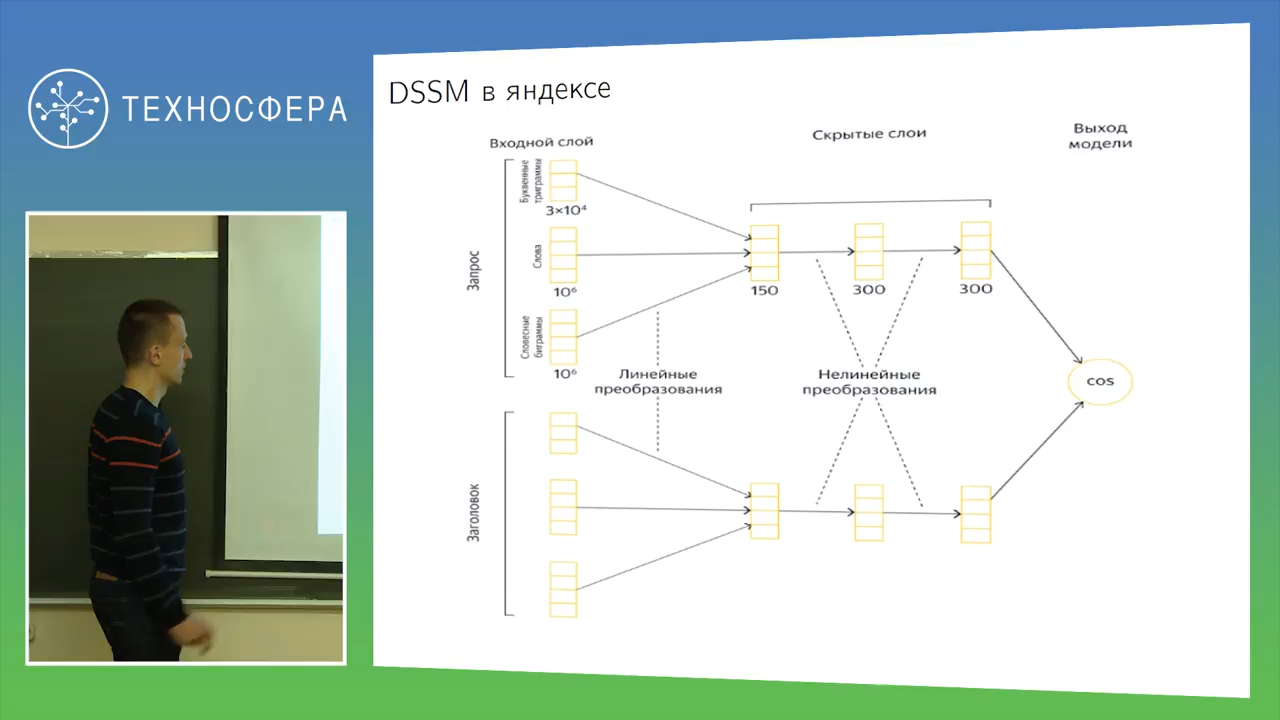 ТЕХНОСФЕРА
DSSM в яндексе
Входной слой
Скрытые слои
Выход
модели
Запрос
Буквенные
триграммы
3×10⁴
Слова
10⁶
Словесные
биграммы
10⁶
150
300
300
Линейные
преобразования
Нелинейные
преобразования
cos
Заголовок